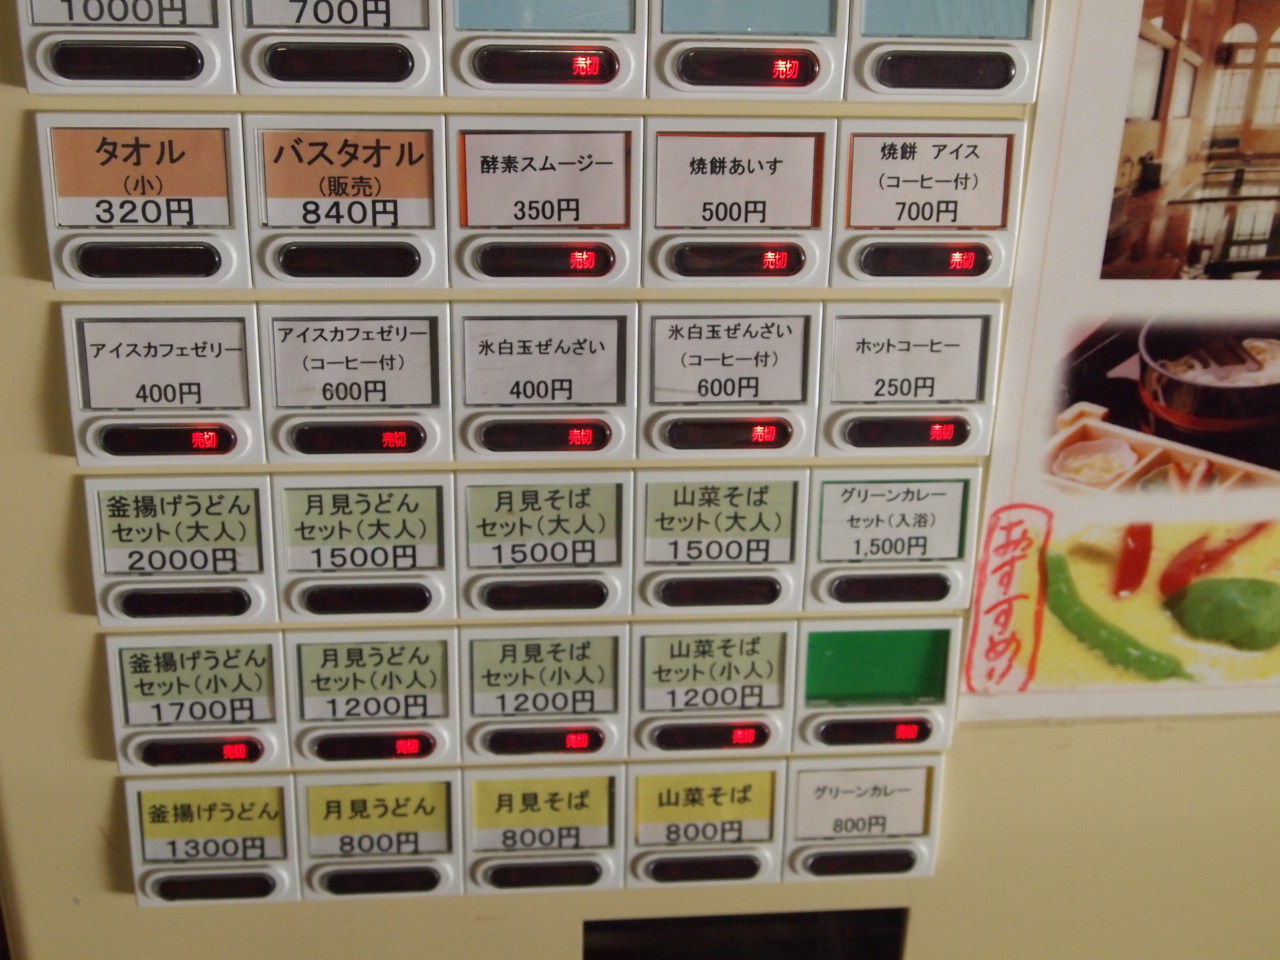 1000円
700円
売切
売切
タオル
(小)
320円
バスタオル
(販売)
840円
酵素スムージー
350円
売切
焼餅あいす
500円
売切
焼餅 アイス
(コーヒー付)
700円
売切
アイスカフェゼリー
400円
売切
アイスカフェゼリー
(コーヒー付)
600円
売切
氷白玉ぜんざい
400円
売切
氷白玉ぜんざい
(コーヒー付)
600円
売切
ホットコーヒー
250円
売切
釜揚げうどん
セット(大人)
2000円
月見うどん
セット(大人)
1500円
月見そば
セット(大人)
1500円
山菜そば
セット(大人)
1500円
グリーンカレー
セット(入浴)
1,500円
釜揚げうどん
セット(小人)
1700円
売切
月見うどん
セット(小人)
1200円
売切
月見そば
セット(小人)
1200円
売切
山菜そば
セット(小人)
1200円
売切
売切
釜揚げうどん
1300円
月見うどん
800円
月見そば
800円
山菜そば
800円
グリーンカレー
800円
おすすめ!!